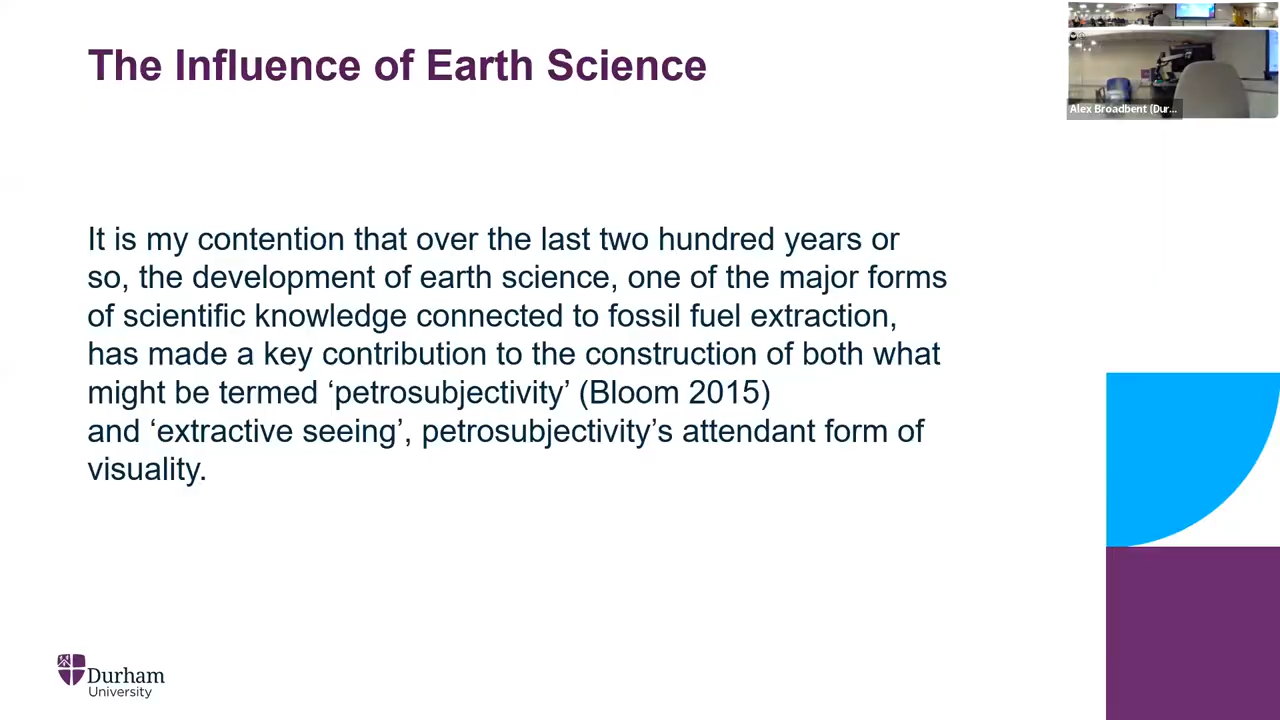 The Influence of Earth Science
Alex Broadbent (Dur...
It is my contention that over the last two hundred years or
so, the development of earth science, one of the major forms
of scientific knowledge connected to fossil fuel extraction,
has made a key contribution to the construction of both what
might be termed ‘petrosubjectivity’ (Bloom 2015)
and ‘extractive seeing’, petrosubjectivity’s attendant form of
visuality.
Durham
University